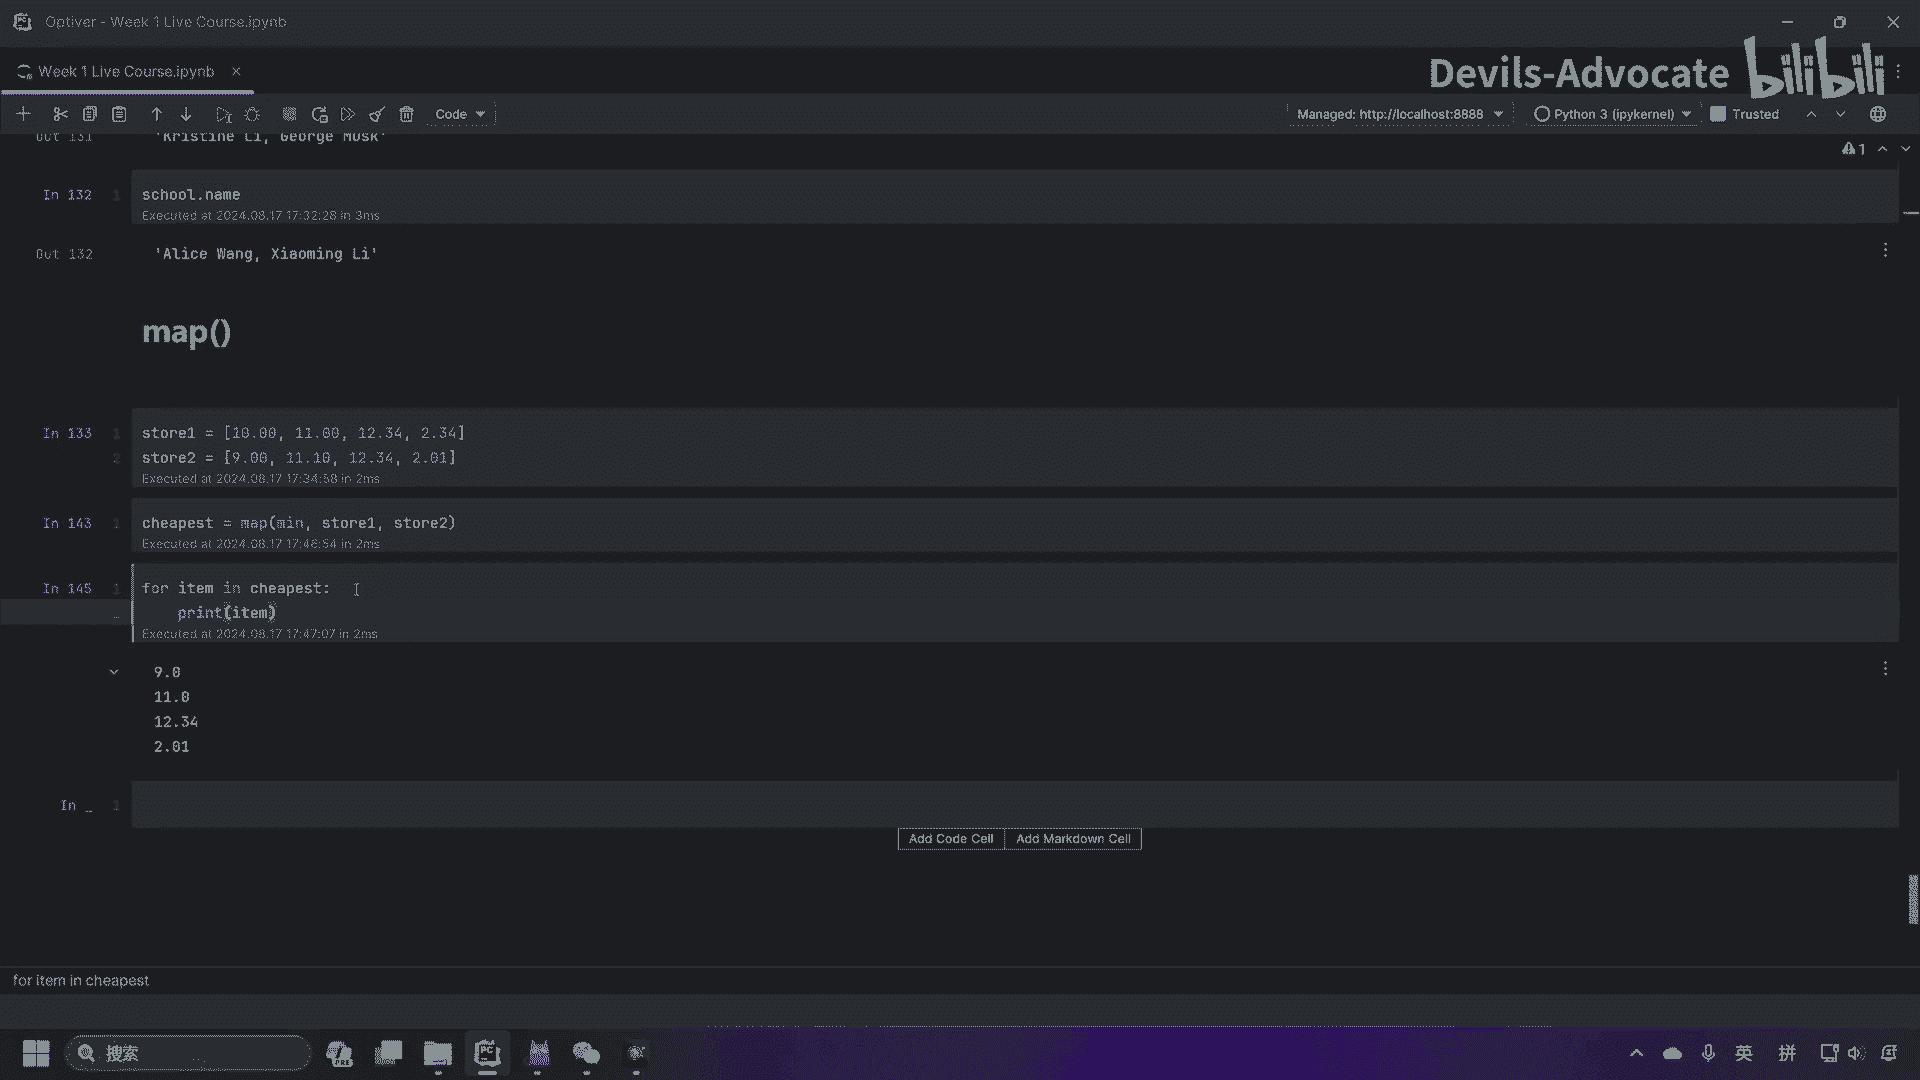 Optiver - Week 1 Live Course.ipynb
Week 1 Live Course.ipynb
Devils-Advocate bilibili
Code
Managed: http://localhost:8888
Python 3 (ipykernel)
Trusted
Out 131 'Kristine Li, George Musk'
1
In 132 1 school.name
Executed at 2024.08.17 17:32:28 in 3ms
Out 132 'Alice Wang, Xiaoming Li'
map()
In 133 1 store1 = [10.00, 11.00, 12.34, 2.34]
2 store2 = [9.00, 11.10, 12.34, 2.01]
Executed at 2024.08.17 17:34:58 in 2ms
In 143 1 cheapest = map(min, store1, store2)
Executed at 2024.08.17 17:46:54 in 2ms
In 145 1 for item in cheapest:
print(item)
Executed at 2024.08.17 17:47:07 in 2ms
9.0
11.0
12.34
2.01
In _ 1
Add Code Cell Add Markdown Cell
for item in cheapest
搜索
PRE
PC
英
拼